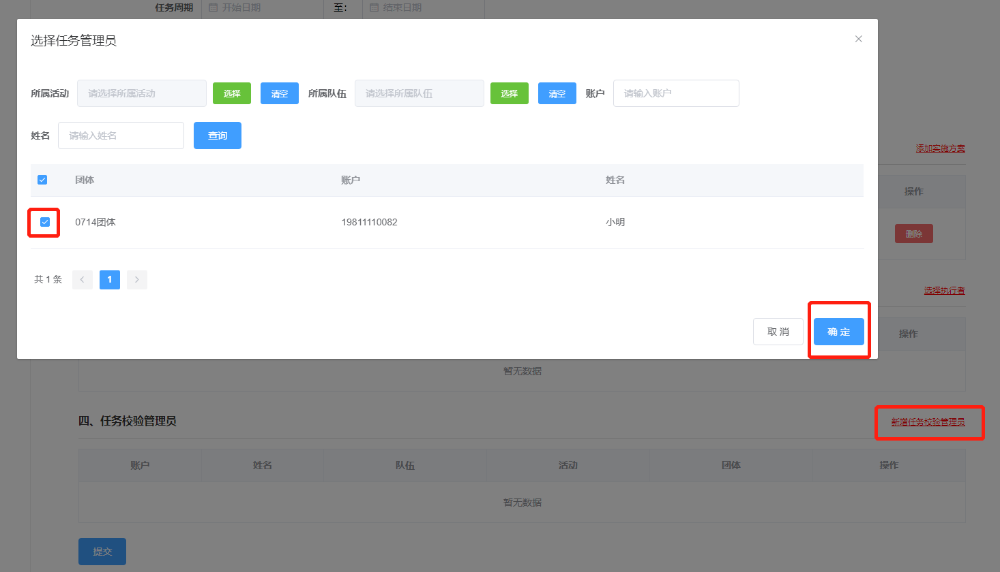 任务周期 开始日期 至: 结束日期
选择任务管理员
所属活动 请选择所属活动 选择 清空 所属队伍 请选择所属队伍 选择 清空 账户 请输入账户
姓名 请输入姓名 查询
添加实施方案
团体 账户 姓名
操作
0714团体 19811110082 小明
删除
共 1 条 1
选择执行者
取 消 确 定
操作
暂无数据
四、任务校验管理员 新增任务校验管理员
账户 姓名 队伍 活动 团体 操作
暂无数据
提交